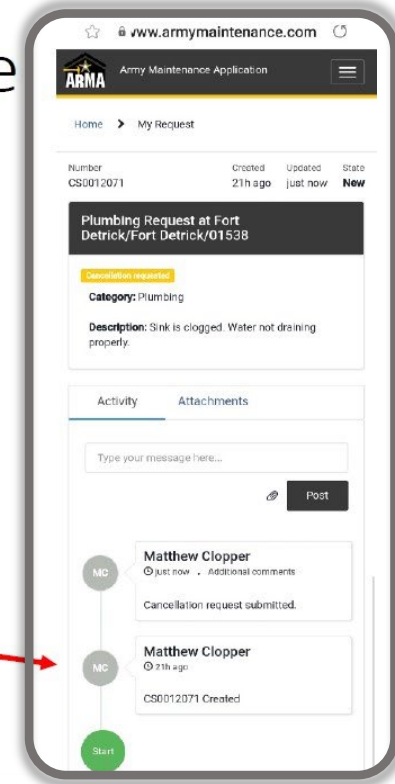 e
www.armymaintenance.com
ARMA Army Maintenance Application
Home > My Request
Number Created Updated State
CS0012071 21h ago just now New
Plumbing Request at Fort
Detrick/Fort Detrick/01538
Cancellation requested
Category: Plumbing
Description: Sink is clogged. Water not draining
properly.
Activity Attachments
Type your message here...
Post
MC
Matthew Clopper
just now . Additional comments
Cancellation request submitted.
MC
Matthew Clopper
21h ago
CS0012071 Created
Start